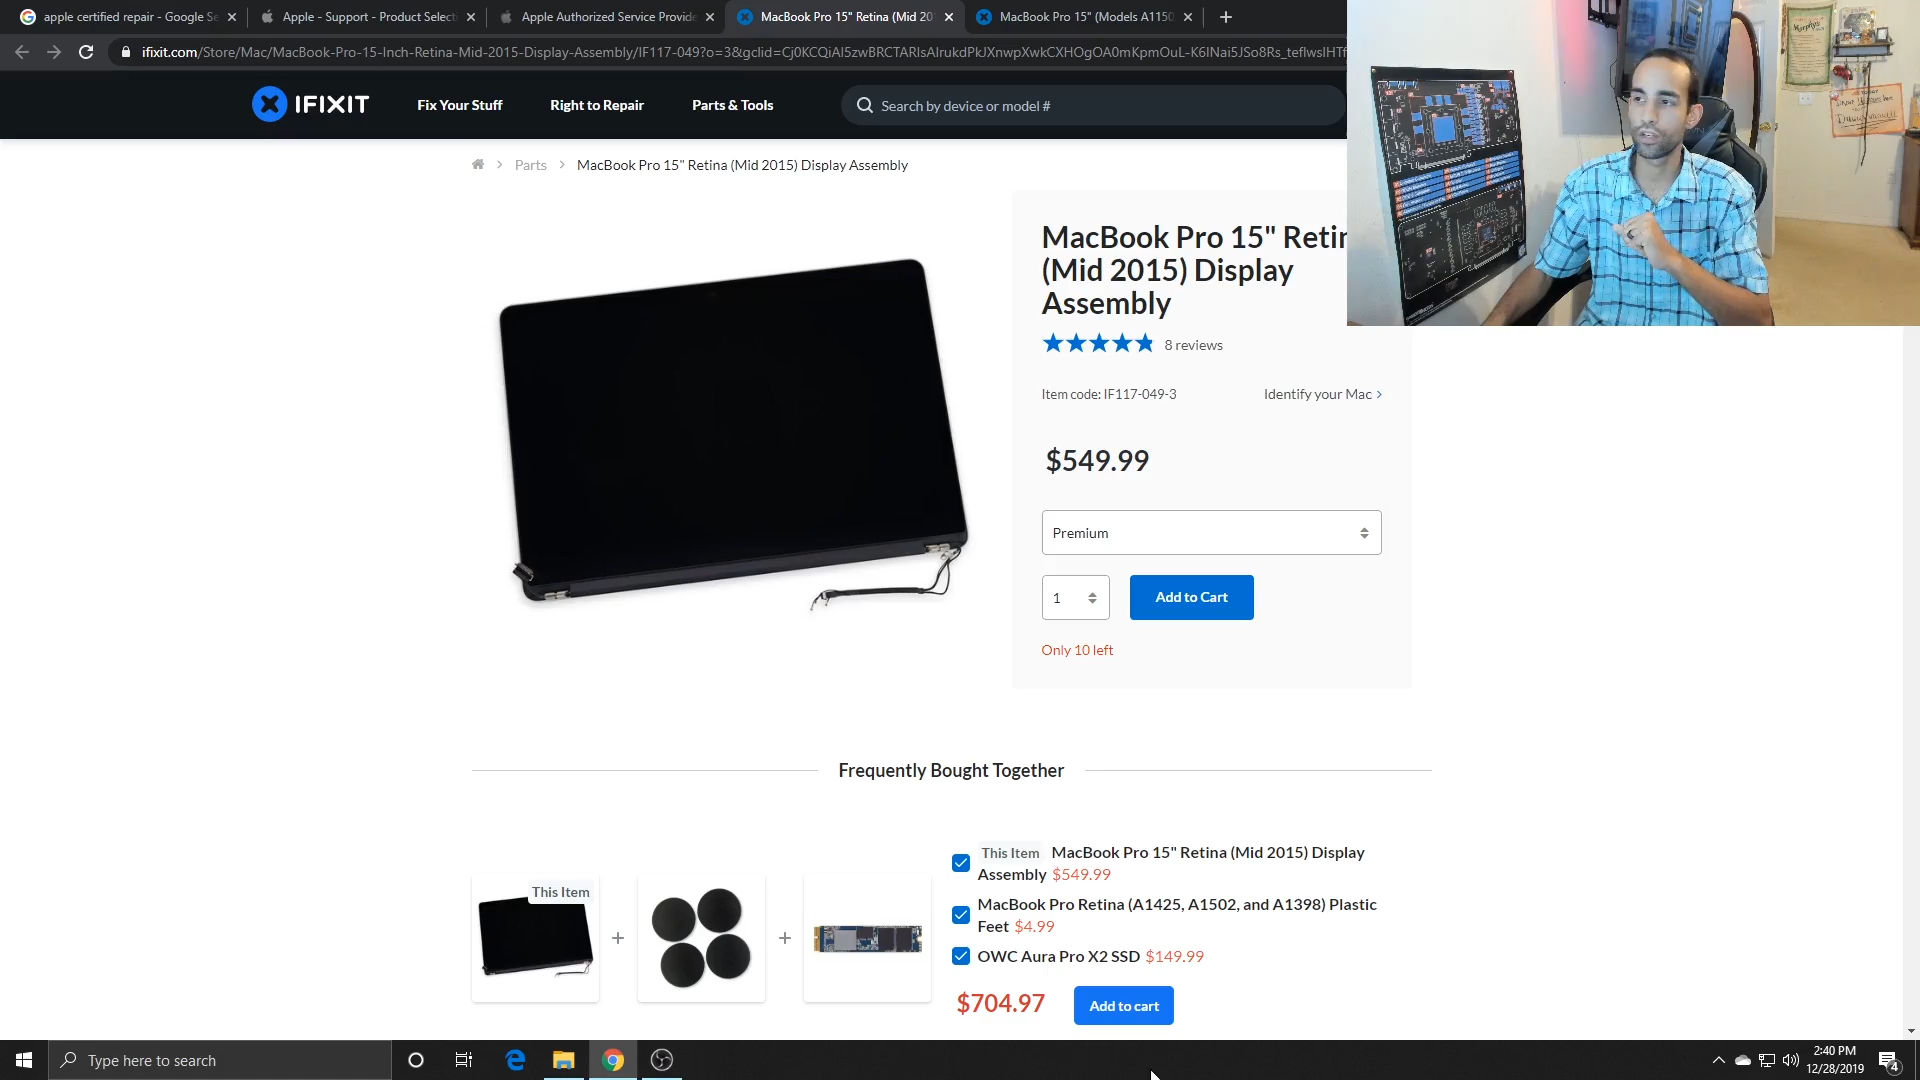 apple certified repair - Google Se
Apple - Support - Product Selecti
Apple Authorized Service Provide
MacBook Pro 15" Retina (Mid 20
MacBook Pro 15" (Models A1150
ifixit.com/Store/Mac/MacBook-Pro-15-Inch-Retina-Mid-2015-Display-Assembly/IF117-049?o=3&gclid=
IFIXIT
Fix Your Stuff
Right to Repair
Parts & Tools
Search by device or model #
Parts
MacBook Pro 15" Retina (Mid 2015) Display Assembly
MacBook Pro 15" Retin
(Mid 2015) Display
Assembly
8 reviews
Item code: IF117-049-3
Identify your Mac
$549.99
Premium
1
Add to Cart
Only 10 left
Frequently Bought Together
This Item
This Item MacBook Pro 15" Retina (Mid 2015) Display
Assembly $549.99
MacBook Pro Retina (A1425, A1502, and A1398) Plastic
Feet $4.99
OWC Aura Pro X2 SSD $149.99
$704.97
Add to cart
Type here to search
2:40 PM
12/28/2019
4